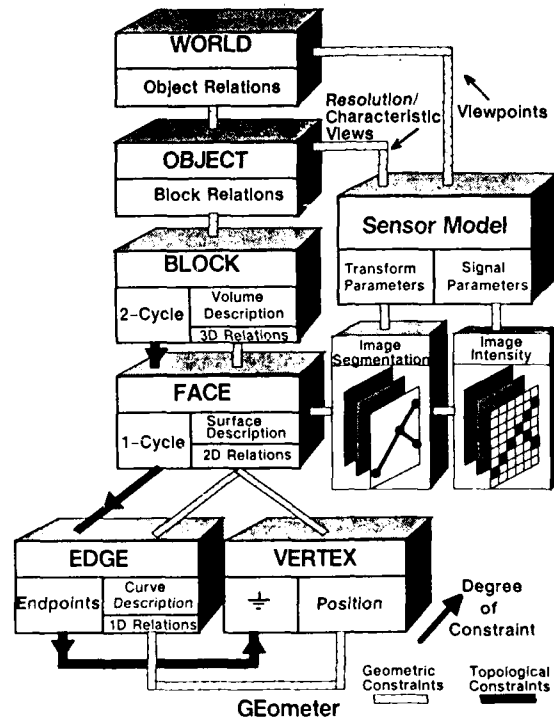 WORLD
Object Relations
Resolution/
Characteristic
Views
Viewpoints
OBJECT
Block Relations
Sensor Model
Transform
Parameters
Signal
Parameters
BLOCK
2-Cycle
Volume
Description
3D Relations
Image
Segmentation
Image
Intensity
FACE
1-Cycle
Surface
Description
2D Relations
EDGE
Endpoints
Curve
Description
1D Relations
VERTEX
Position
Degree
of
Constraint
Geometric
Constraints
Topological
Constraints
GEometer